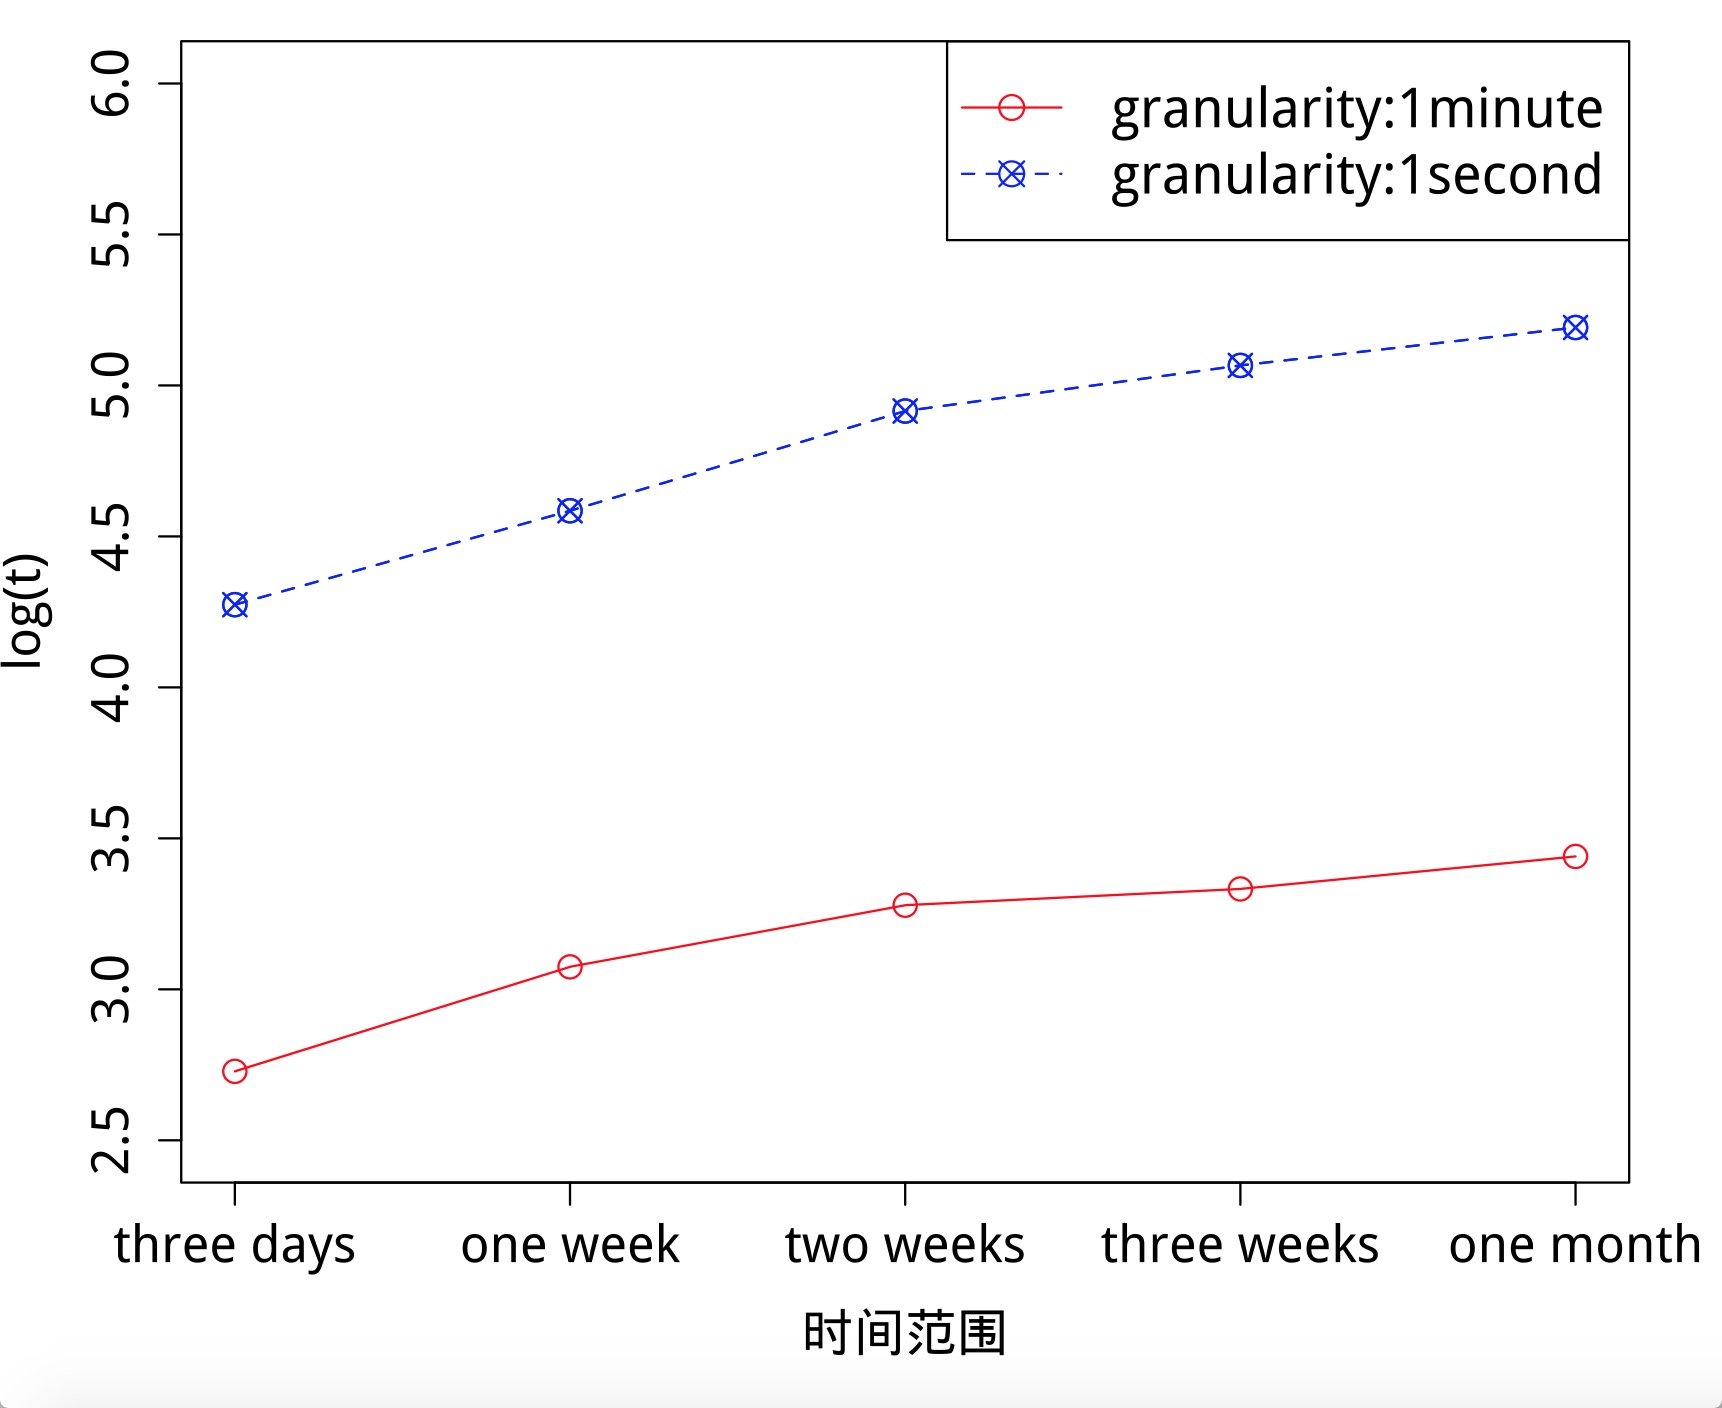 granularity:1minute
granularity:1second
6.0
5.5
5.0
4.5
4.0
3.5
3.0
2.5
log(t)
three days one week two weeks three weeks one month
时间范围